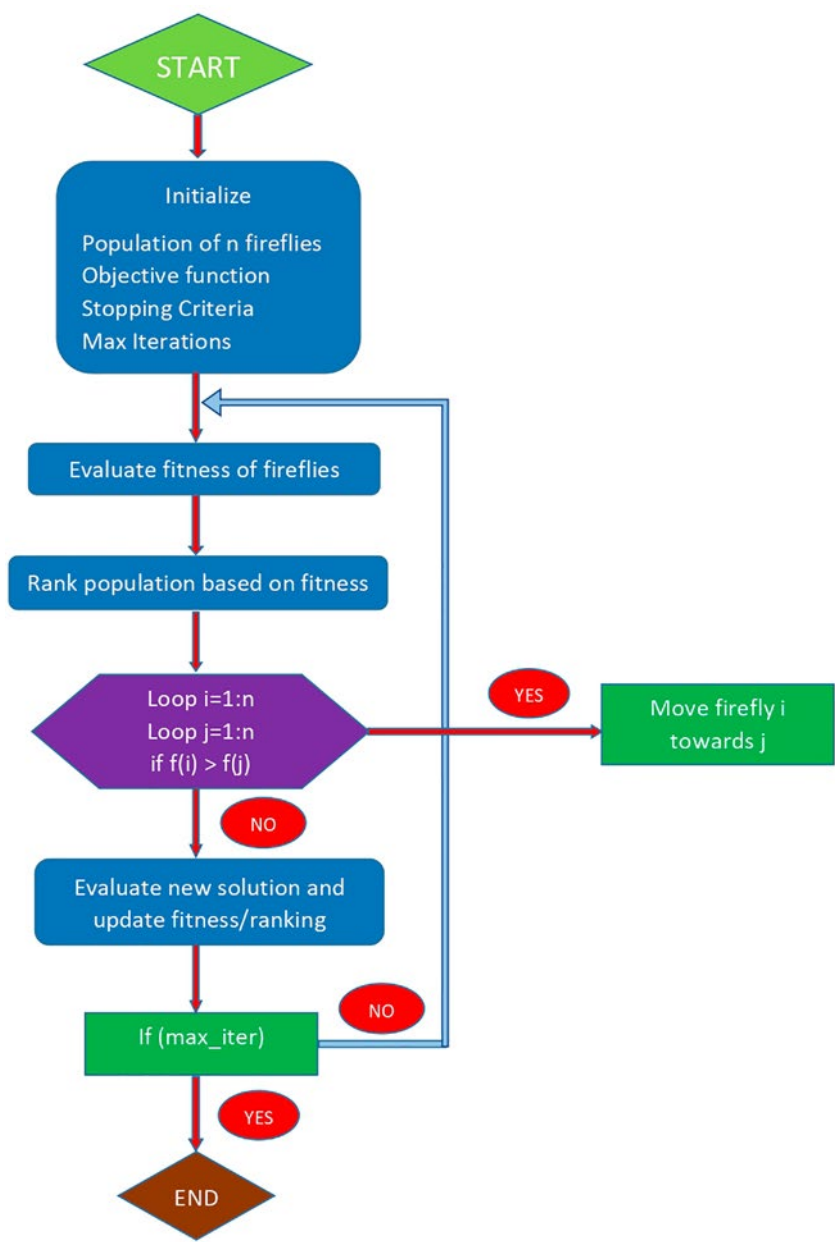 START
Initialize
Population of n fireflies
Objective function
Stopping Criteria
Max Iterations
Evaluate fitness of fireflies
Rank population based on fitness
Loop i=1:n
Loop j=1:n
if f(i) > f(j)
YES
Move firefly i
towards j
NO
Evaluate new solution and
update fitness/ranking
If (max_iter)
NO
YES
END